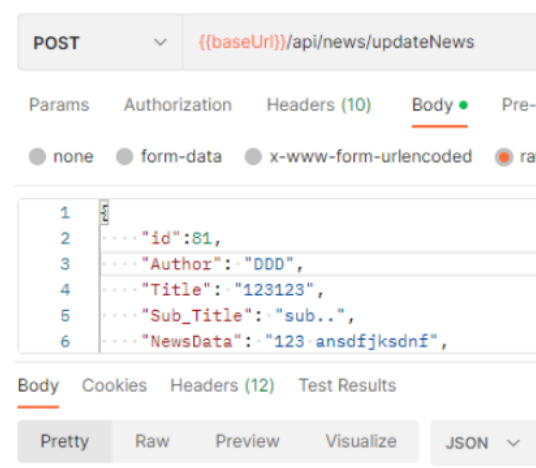 POST {{baseUrl}}/api/news/updateNews
Params Authorization Headers (10) Body Pre-
none form-data x-www-form-urlencoded ra
1 {
2 "id":81,
3 "Author": "DDD",
4 "Title": "123123",
5 "Sub_Title": "sub..",
6 "NewsData": "123 ansdfjksdnf",
Body Cookies Headers (12) Test Results
Pretty Raw Preview Visualize JSON